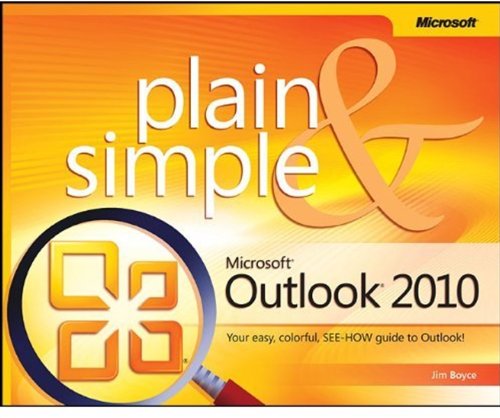 Microsoft®
plain &
simple
Microsoft®
Outlook® 2010
Your easy, colorful, SEE-HOW guide to Outlook!
Jim Boyce
®